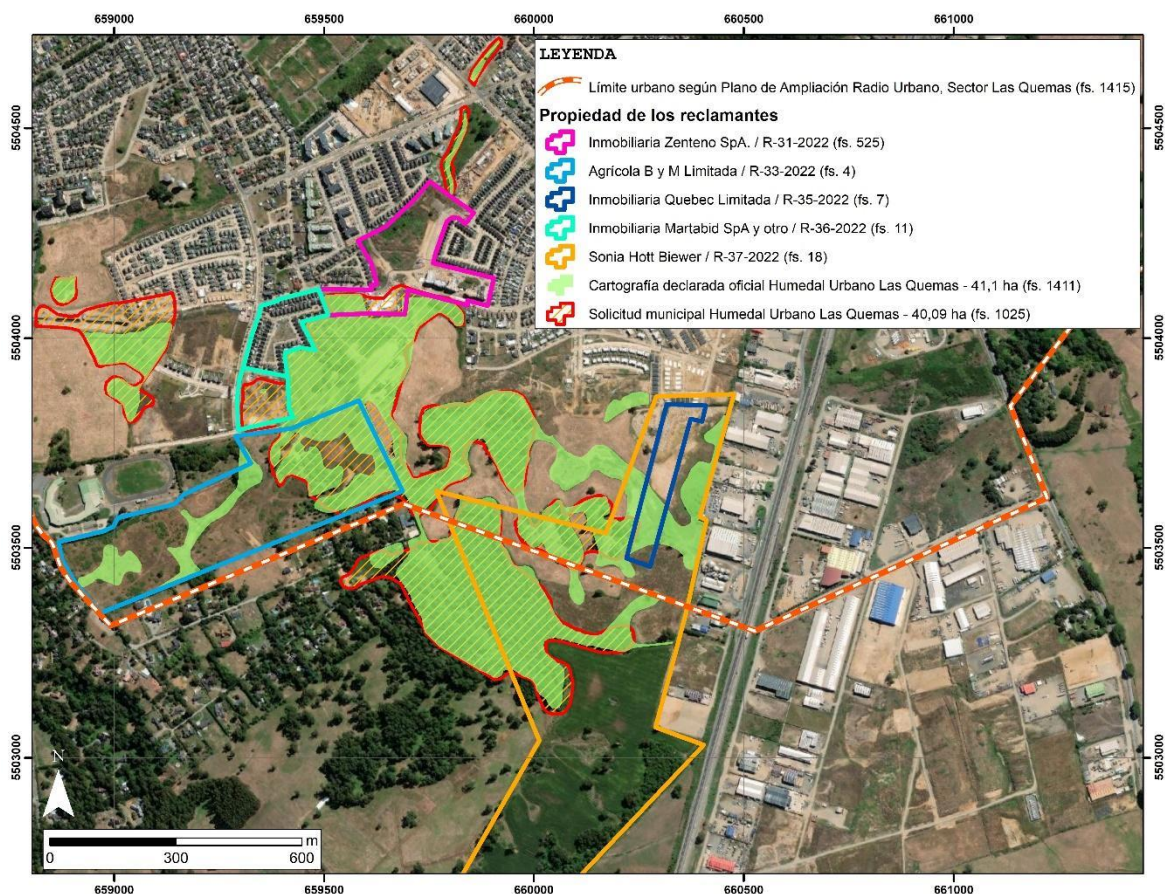 659000 659500 660000 660500 661000
LEYENDA
Límite urbano según Plano de Ampliación Radio Urbano, Sector Las Quemas (fs. 1415)
Propiedad de los reclamantes
Inmobiliaria Zenteno SpA. / R-31-2022 (fs. 525)
Agrícola B y M Limitada / R-33-2022 (fs. 4)
Inmobiliaria Quebec Limitada / R-35-2022 (fs. 7)
Inmobiliaria Martabid SpA y otro / R-36-2022 (fs. 11)
Sonia Hott Biewer / R-37-2022 (fs. 18)
Cartografía declarada oficial Humedal Urbano Las Quemas - 41,1 ha (fs. 1411)
Solicitud municipal Humedal Urbano Las Quemas - 40,09 ha (fs. 1025)
5504500 5504500
5504000 5504000
5503500 5503500
5503000 5503000
N
m
0 300 600
659000 659500 660000 660500 661000